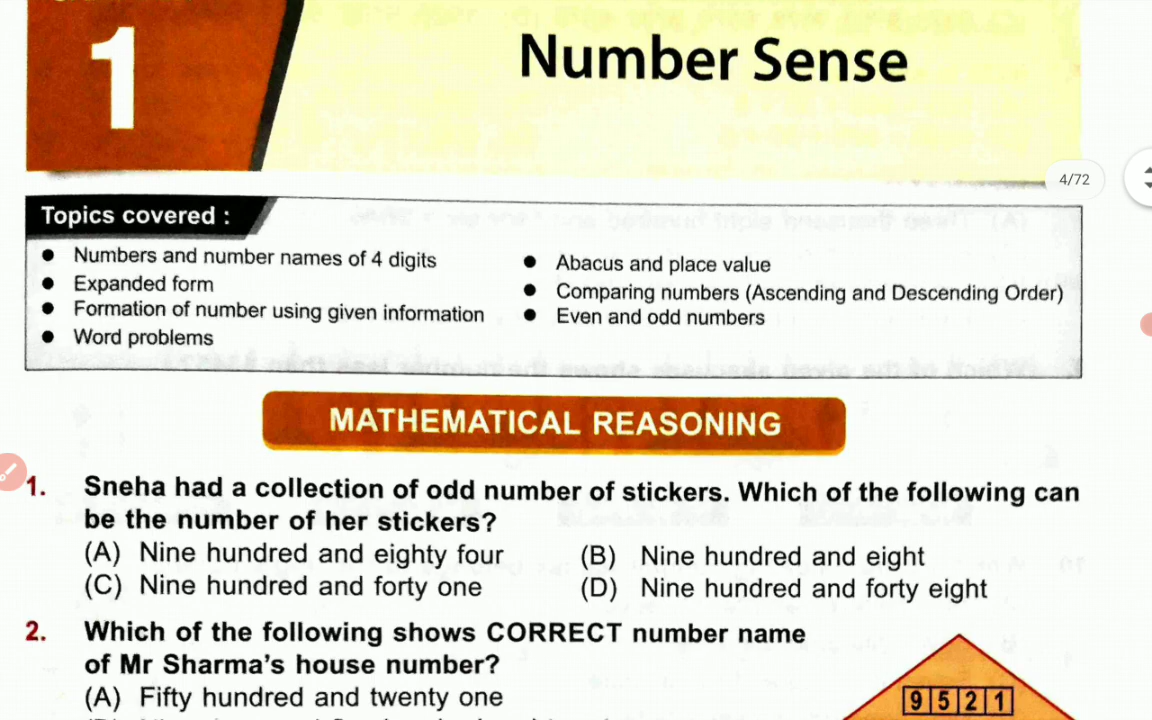 1
Number Sense
4/72
Topics covered :
● Numbers and number names of 4 digits
● Expanded form
● Formation of number using given information
● Word problems
● Abacus and place value
● Comparing numbers (Ascending and Descending Order)
● Even and odd numbers
MATHEMATICAL REASONING
1. Sneha had a collection of odd number of stickers. Which of the following can
be the number of her stickers?
(A) Nine hundred and eighty four (B) Nine hundred and eight
(C) Nine hundred and forty one (D) Nine hundred and forty eight
2. Which of the following shows CORRECT number name
of Mr Sharma's house number?
9 5 2 1
(A) Fifty hundred and twenty one